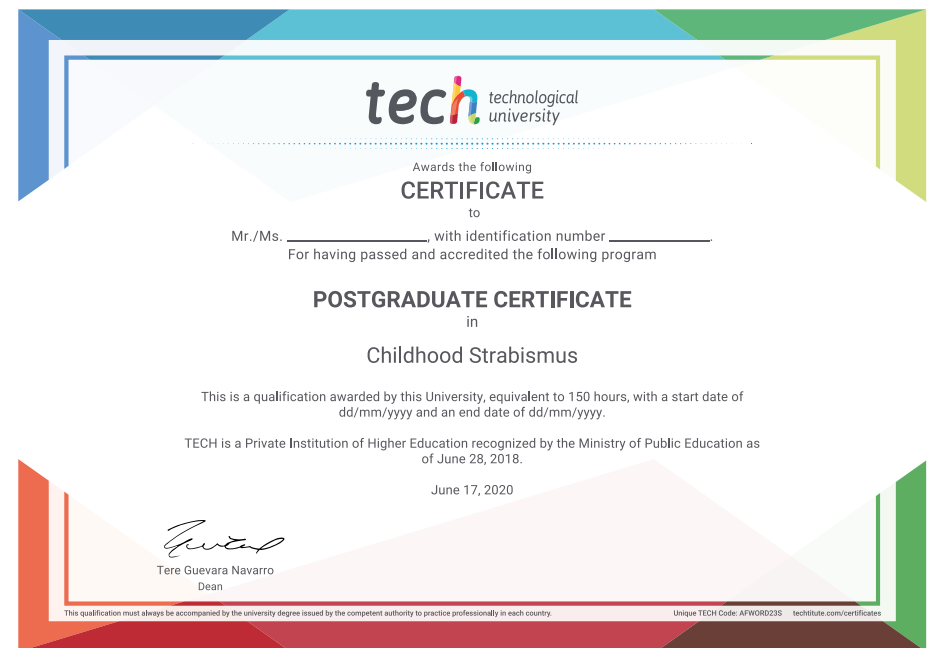 tech technological
university
Awards the following
CERTIFICATE
to
Mr./Ms. ____________, with identification number ____________.
For having passed and accredited the following program
POSTGRADUATE CERTIFICATE
in
Childhood Strabismus
This is a qualification awarded by this University, equivalent to 150 hours, with a start date of
dd/mm/yyyy and an end date of dd/mm/yyyy.
TECH is a Private Institution of Higher Education recognized by the Ministry of Public Education as
of June 28, 2018.
June 17, 2020
Tere Guevara Navarro
Dean
This qualification must always be accompanied by the university degree issued by the competent authority to practice professionally in each country. Unique TECH Code: AFWORD23S techtitute.com/certificates